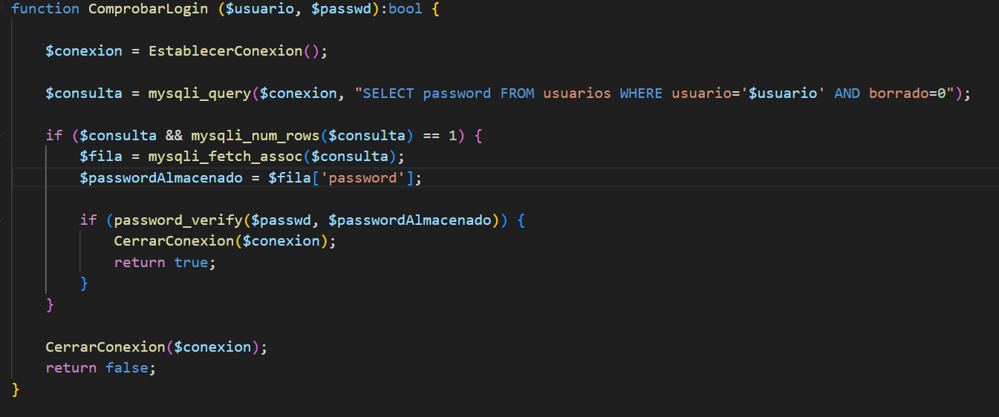 function ComprobarLogin ($usuario, $passwd):bool {
$conexion = EstablecerConexion();
$consulta = mysqli_query($conexion, "SELECT password FROM usuarios WHERE usuario='$usuario' AND borrado=0");
if ($consulta && mysqli_num_rows($consulta) == 1) {
$fila = mysqli_fetch_assoc($consulta);
$passwordAlmacenado = $fila['password'];
if (password_verify($passwd, $passwordAlmacenado)) {
CerrarConexion($conexion);
return true;
}
}
CerrarConexion($conexion);
return false;
}